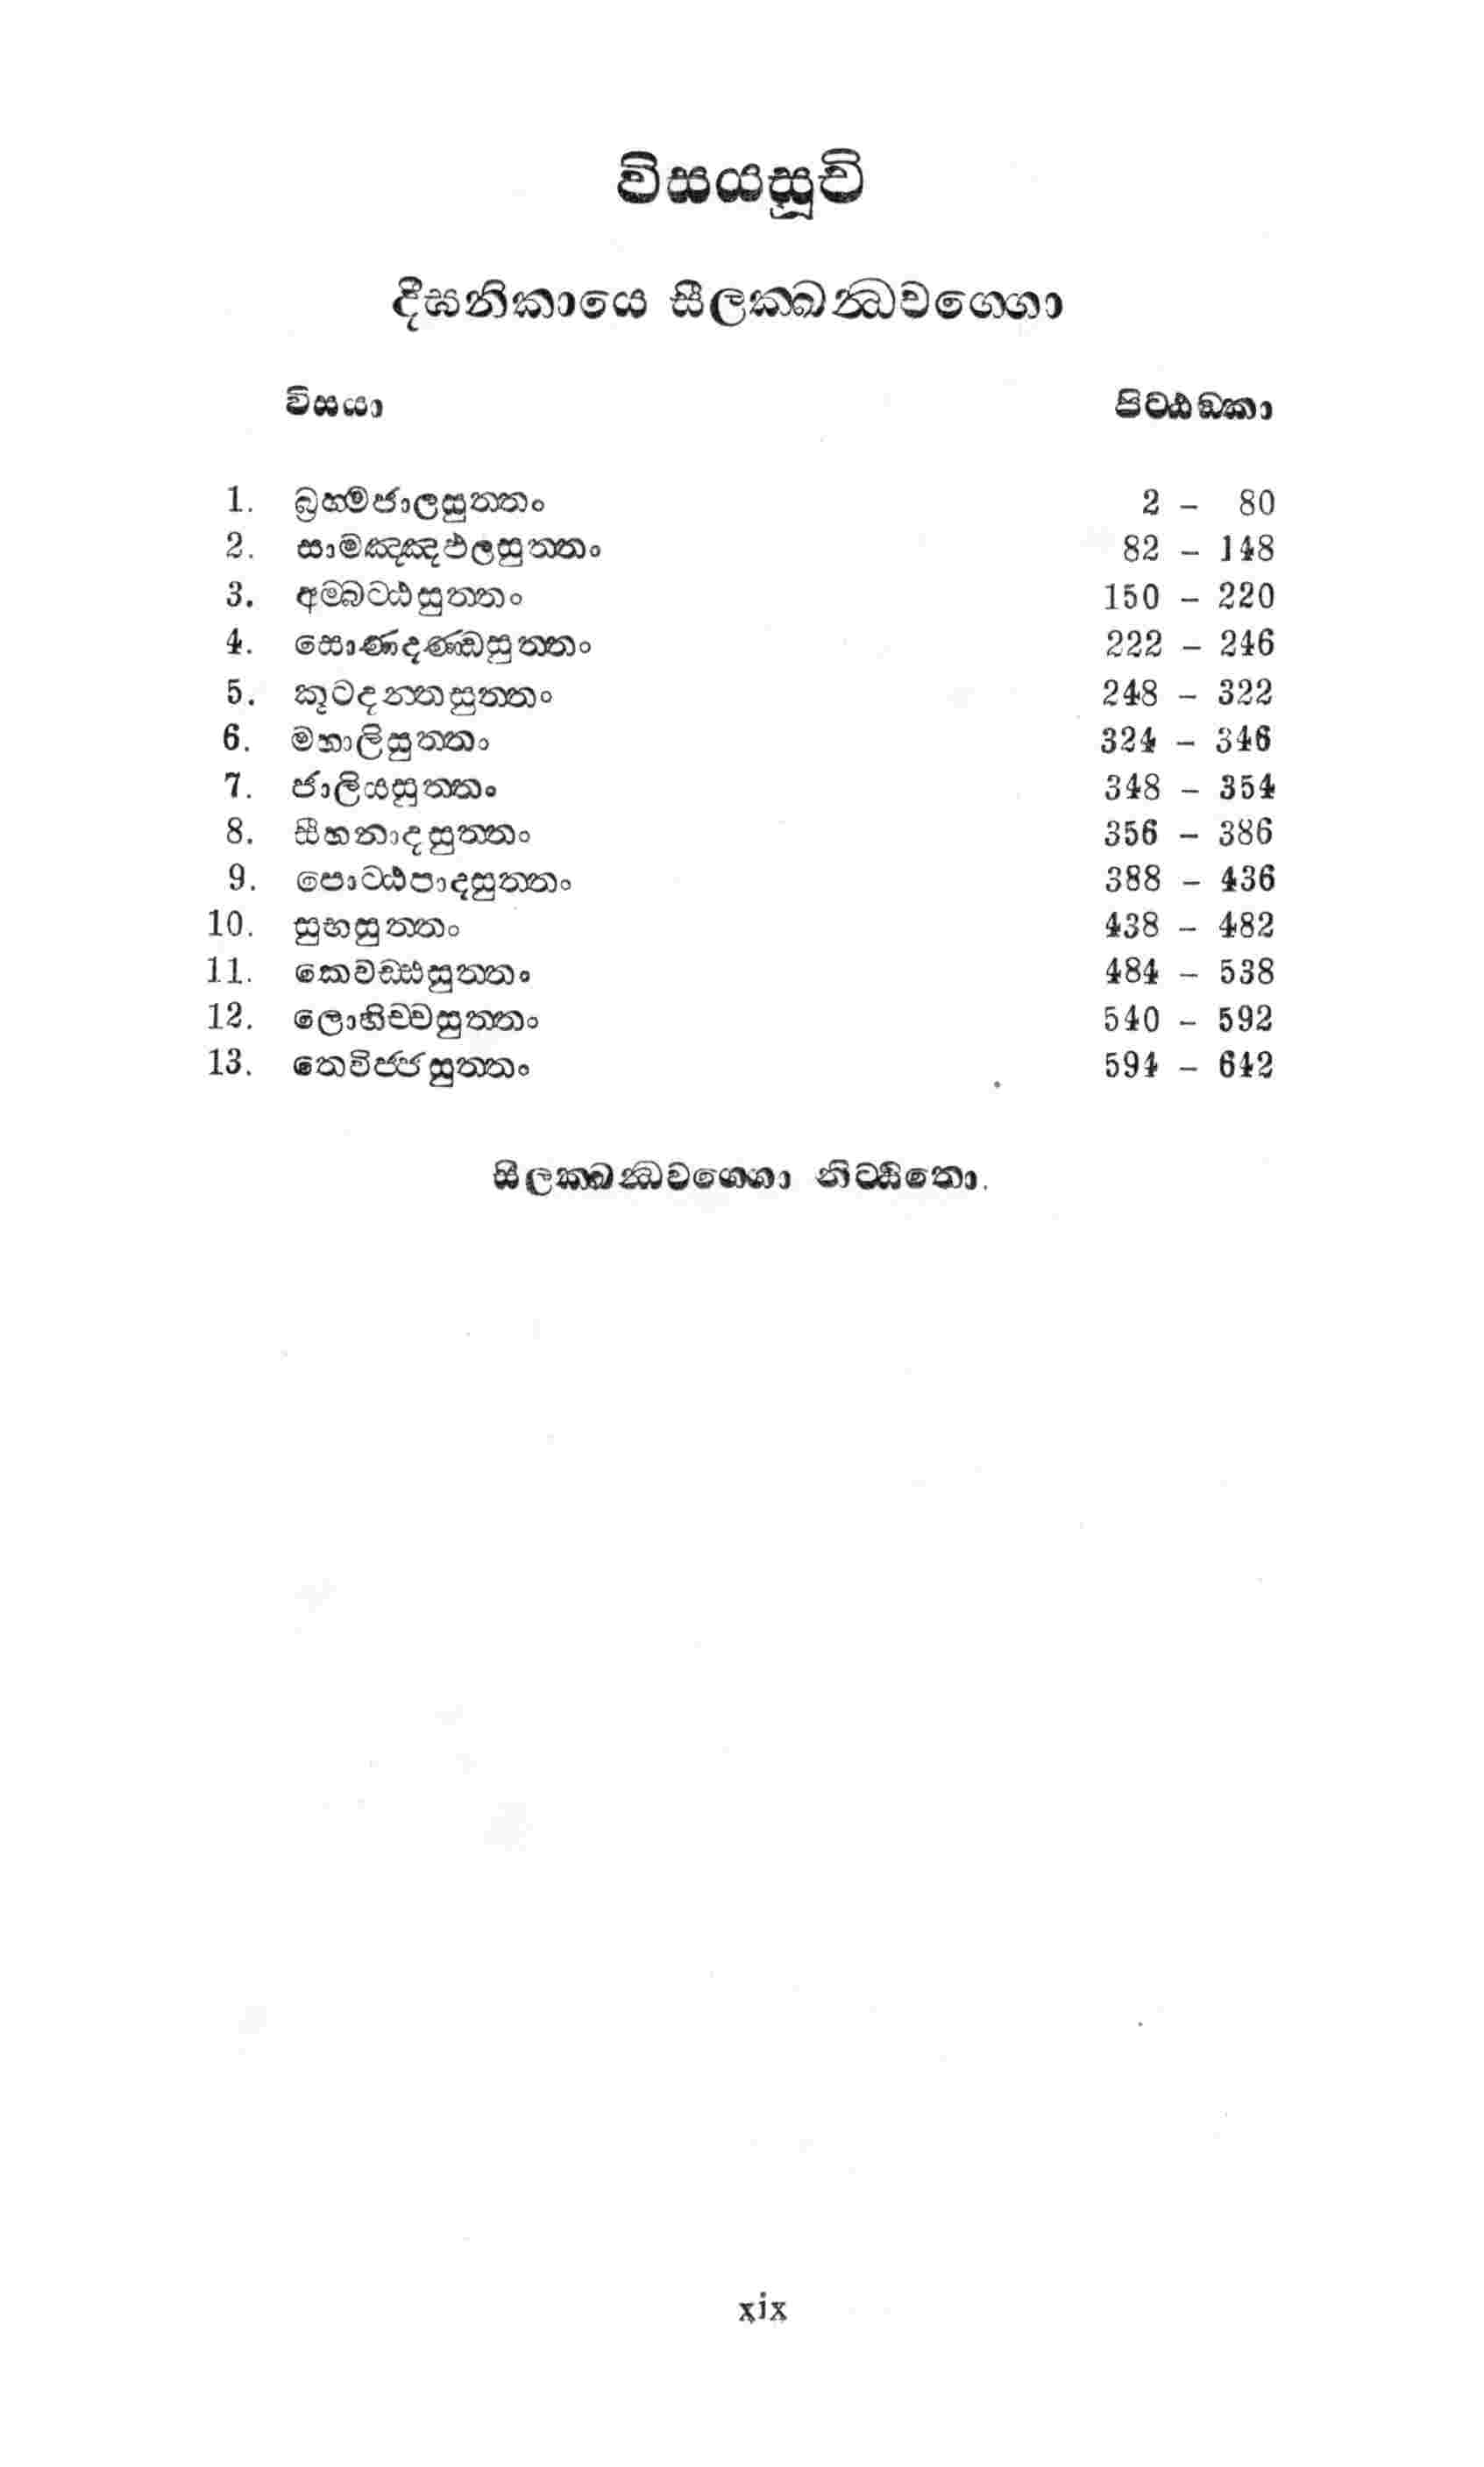 විසයසූචි
දීඝනිකායෙ සීලක්ඛන්ධවග්ගො
විසයා පිට්ඨඞ්කා
1. බ්‍රහ්මජාලසුත්තං 2 – 80
2. සාමඤ්ඤඵලසුත්තං 82 – 148
3. අම්බට්ඨසුත්තං 150 – 220
4. සොණදණ්ඩසුත්තං 222 – 246
5. කූටදන්තසුත්තං 248 – 322
6. මහාලිසුත්තං 324 – 346
7. ජාලියසුත්තං 348 – 354
8. සීහනාදසුත්තං 356 – 386
9. පොට්ඨපාදසුත්තං 388 – 436
10. සුභසුත්තං 438 – 482
11. කෙවඩ්ඪසුත්තං 484 – 538
12. ලොහිච්චසුත්තං 540 – 592
13. තෙවිජ්ජසුත්තං 594 – 642
සීලක්ඛන්ධවග්ගො නිට්ඨිතො.
xix